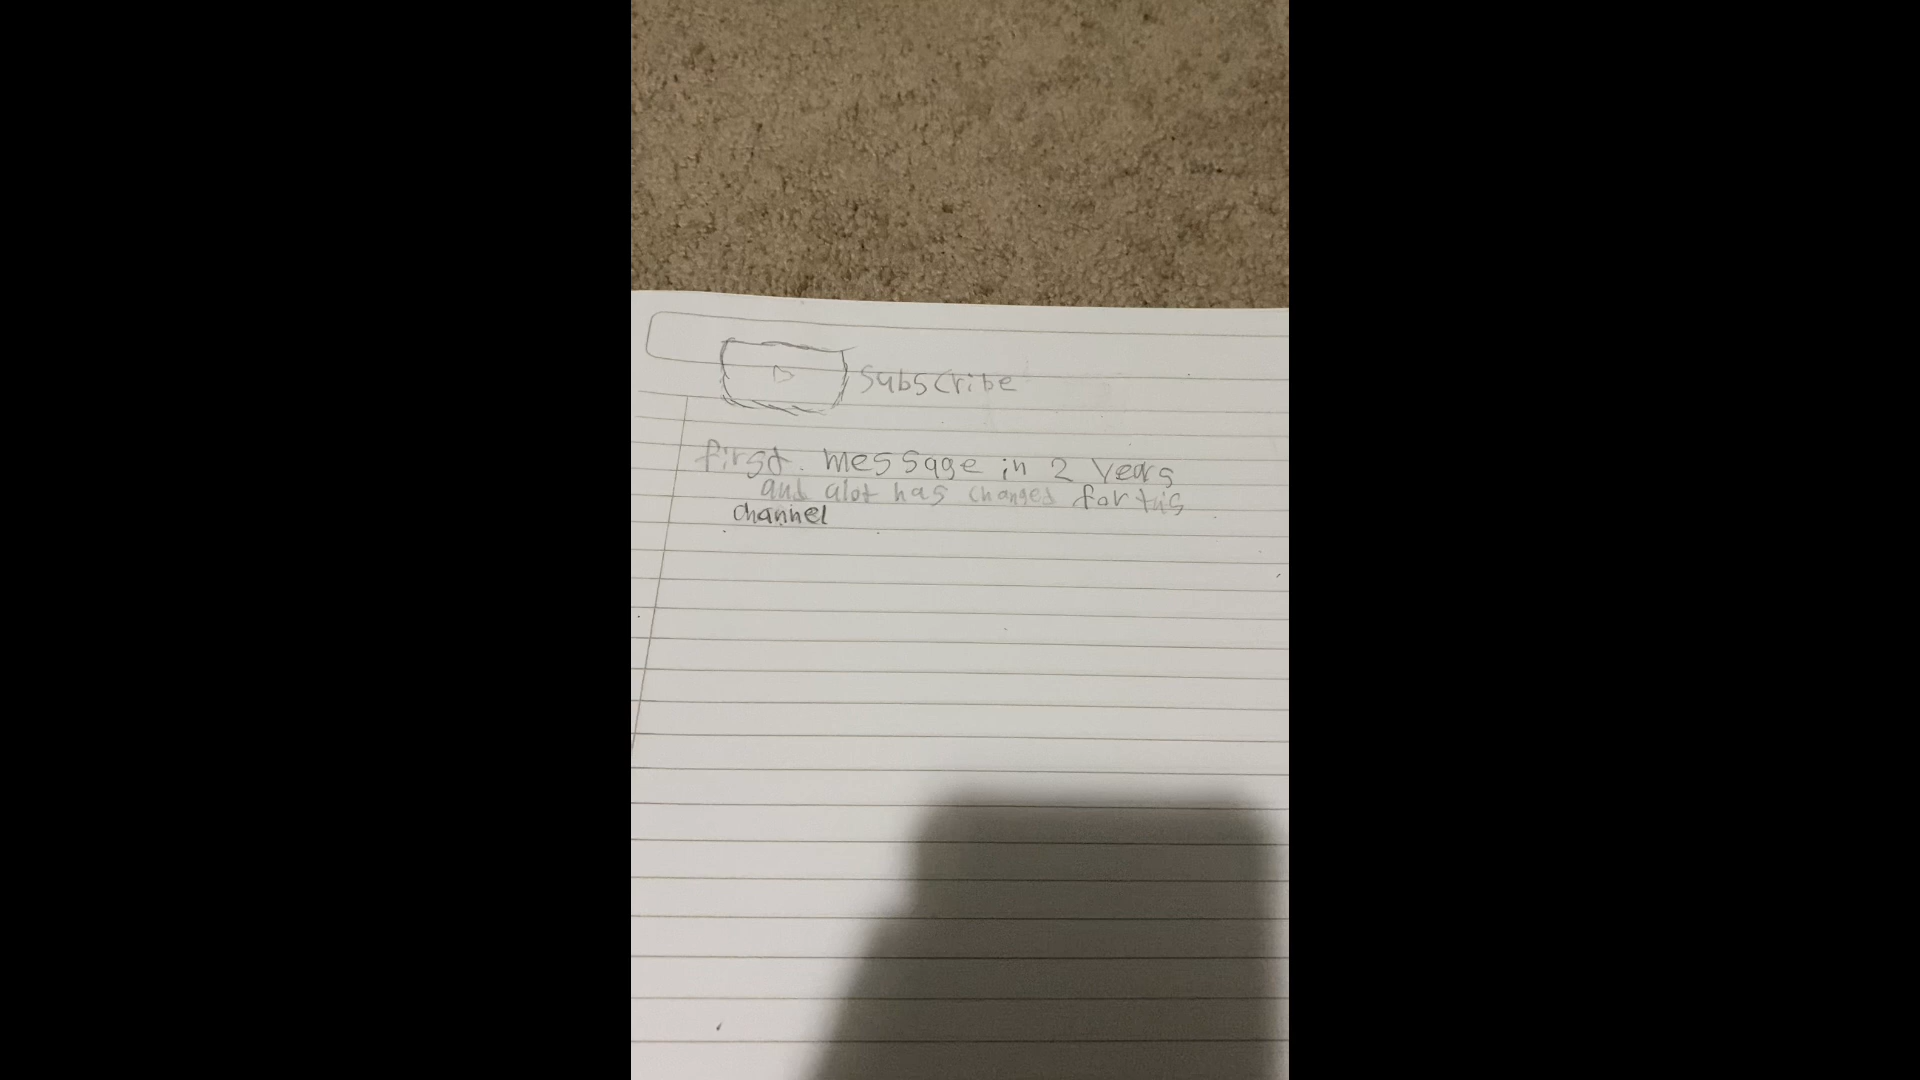 Subscribe
first. message in 2 Years
and alot has changed for this
channel